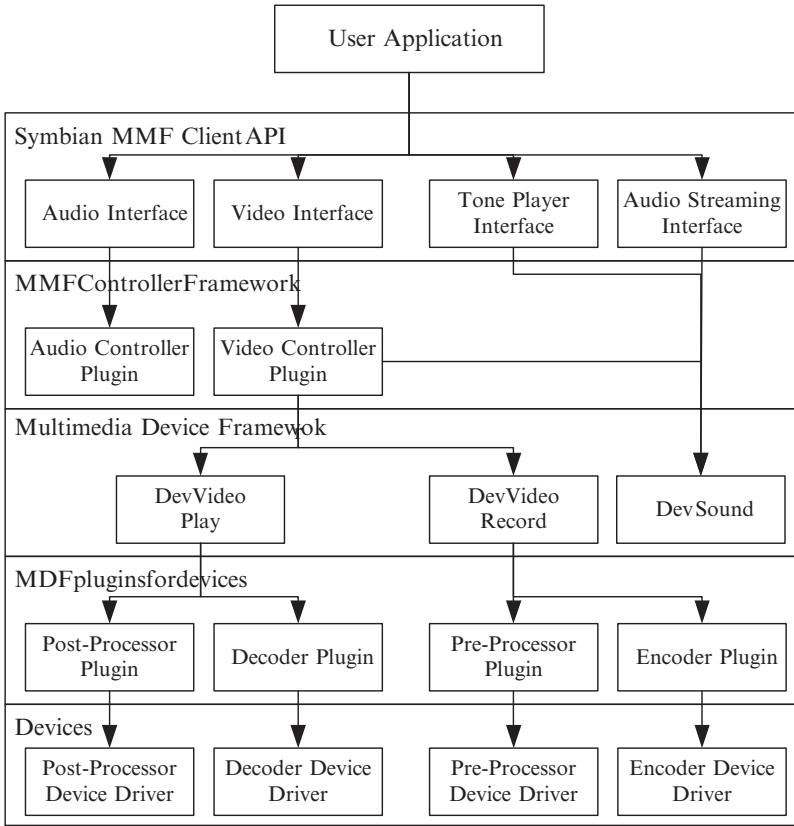 User Application
Symbian MMF Client API
Audio Interface
Video Interface
Tone Player
Interface
Audio Streaming
Interface
MMFControllerFramework
Audio Controller
Plugin
Video Controller
Plugin
Multimedia Device Framewok
DevVideo
Play
DevVideo
Record
DevSound
MDFpluginsfordevices
Post-Processor
Plugin
Decoder Plugin
Pre-Processor
Plugin
Encoder Plugin
Devices
Post-Processor
Device Driver
Decoder Device
Driver
Pre-Processor
Device Driver
Encoder Device
Driver